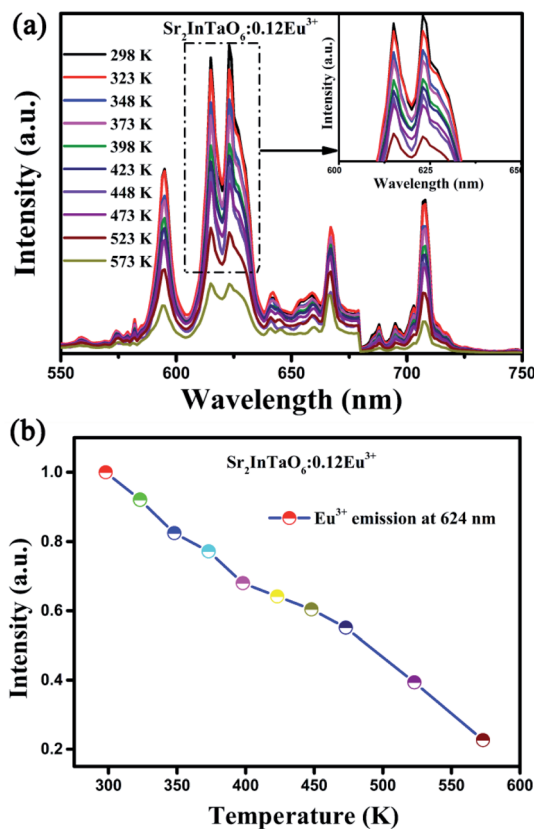 (a)
Sr₂InTaO₆:0.12Eu³⁺
298 K
323 K
348 K
373 K
398 K
423 K
448 K
473 K
523 K
573 K
Intensity (a.u.)
Intensity (a.u.)
600 625 650
Wavelength (nm)
550 600 650 700 750
Wavelength (nm)
(b)
Sr₂InTaO₆:0.12Eu³⁺
Eu³⁺ emission at 624 nm
1.0
0.8
0.6
0.4
0.2
Intensity (a.u.)
300 350 400 450 500 550 600
Temperature (K)